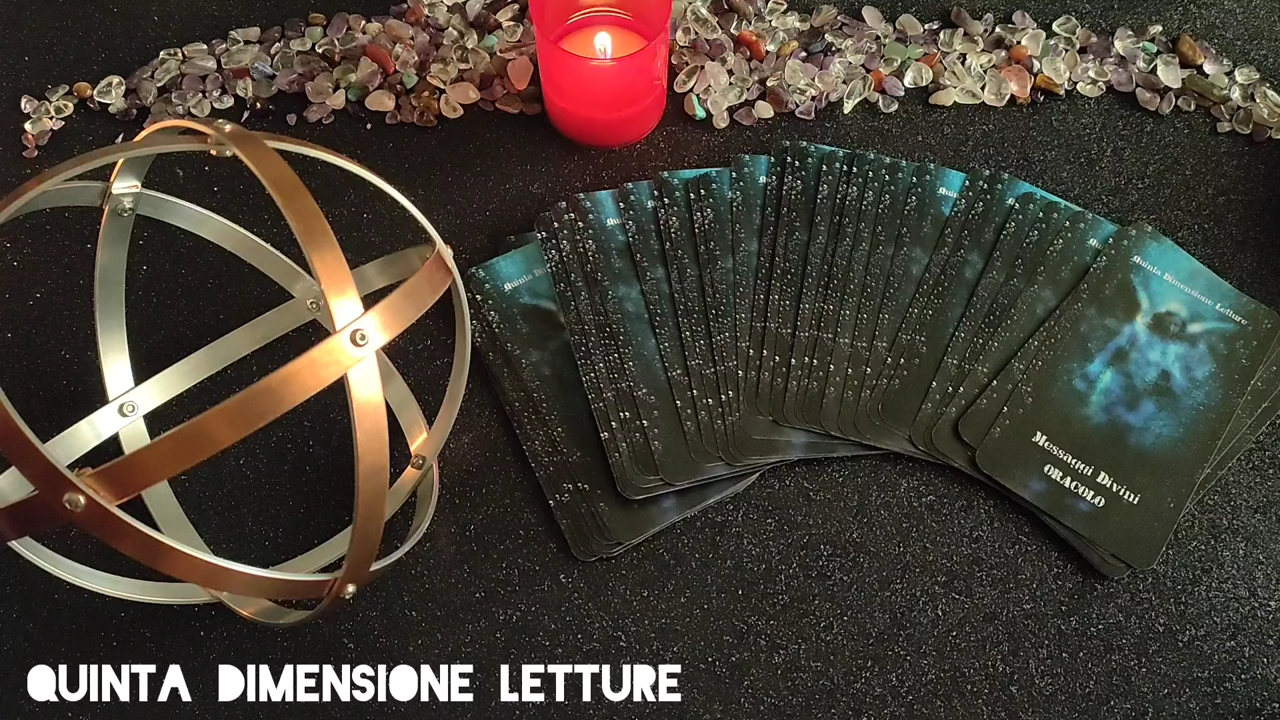 Quinta Dimensione Letture
Messaggi Divini
ORACOLO
QUINTA DIMENSIONE LETTURE